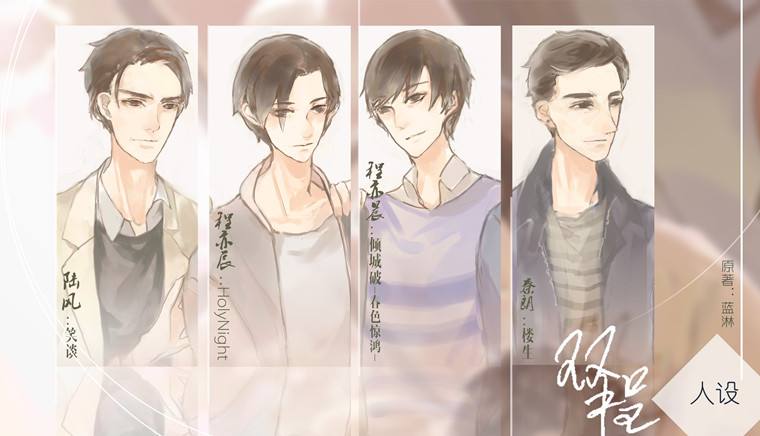 陆风：笑谈
程亦辰：HolyNight
程亦晨：倾城破—春色惊鸿—
秦朗：楼生
原著：蓝淋
双程
人设